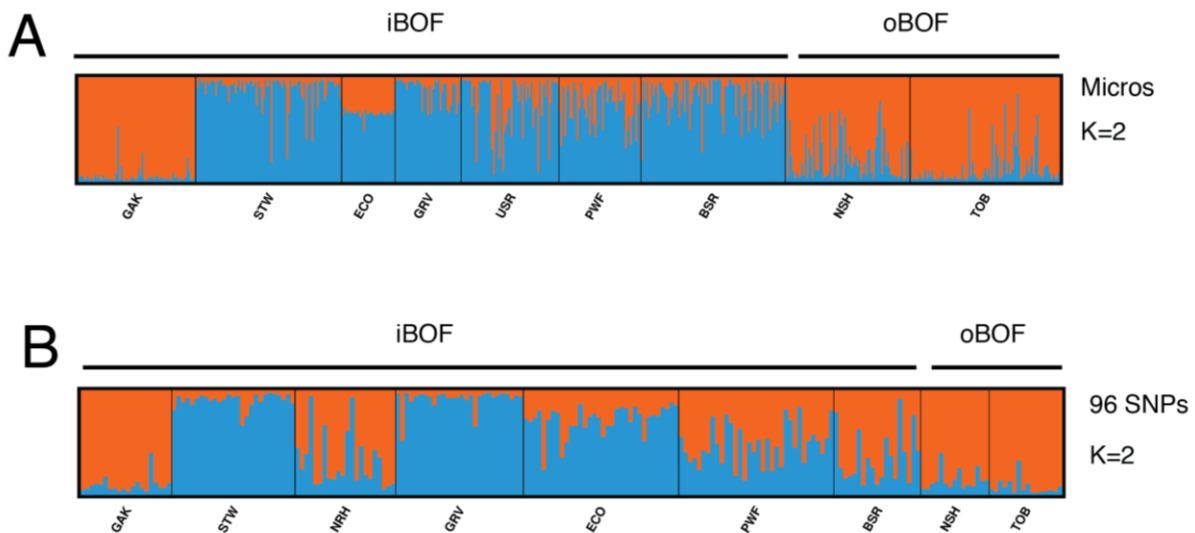 A
iBOF oBOF
Micros
K=2
GAK STW ECO GRV USR PWF BSR NSH TOB
B
iBOF oBOF
96 SNPs
K=2
GAK STW NRH GRV ECO PWF BSR NSH TOB